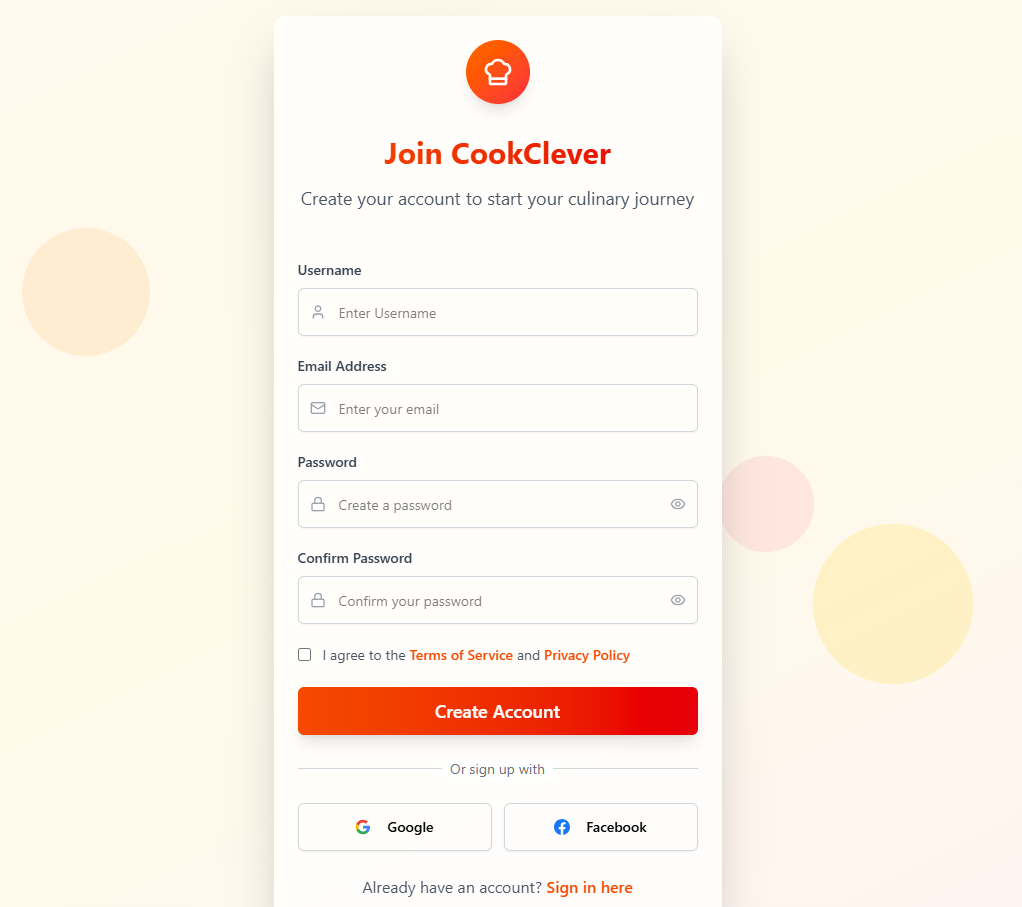 Join CookClever
Create your account to start your culinary journey
Username
Enter Username
Email Address
Enter your email
Password
Create a password
Confirm Password
Confirm your password
I agree to the Terms of Service and Privacy Policy
Create Account
Or sign up with
Google
Facebook
Already have an account? Sign in here